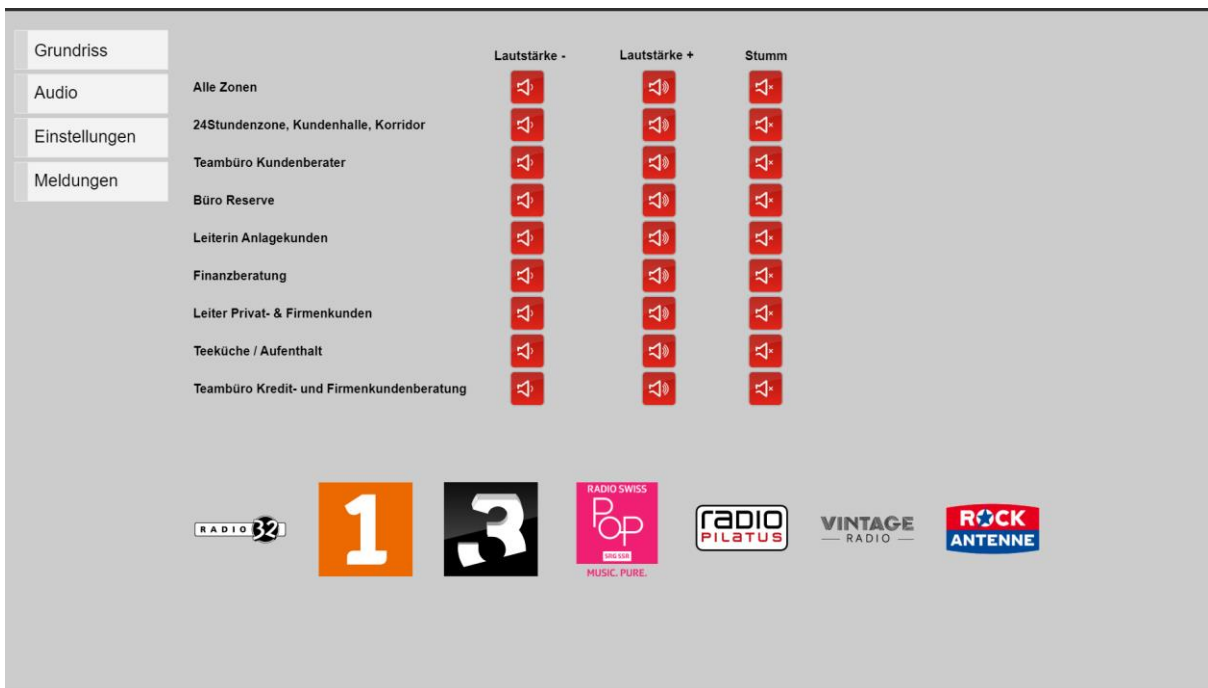 Grundriss
Audio
Einstellungen
Meldungen
Lautstärke - Lautstärke + Stumm
Alle Zonen
24Stundenzone, Kundenhalle, Korridor
Teambüro Kundenberater
Büro Reserve
Leiterin Anlagekunden
Finanzberatung
Leiter Privat- & Firmenkunden
Teeküche / Aufenthalt
Teambüro Kredit- und Firmenkundenberatung
RADIO 32
1
3
RADIO SWISS
POP
SRG SSR
MUSIC. PURE.
radio
PILATUS
VINTAGE
RADIO
ROCK
ANTENNE